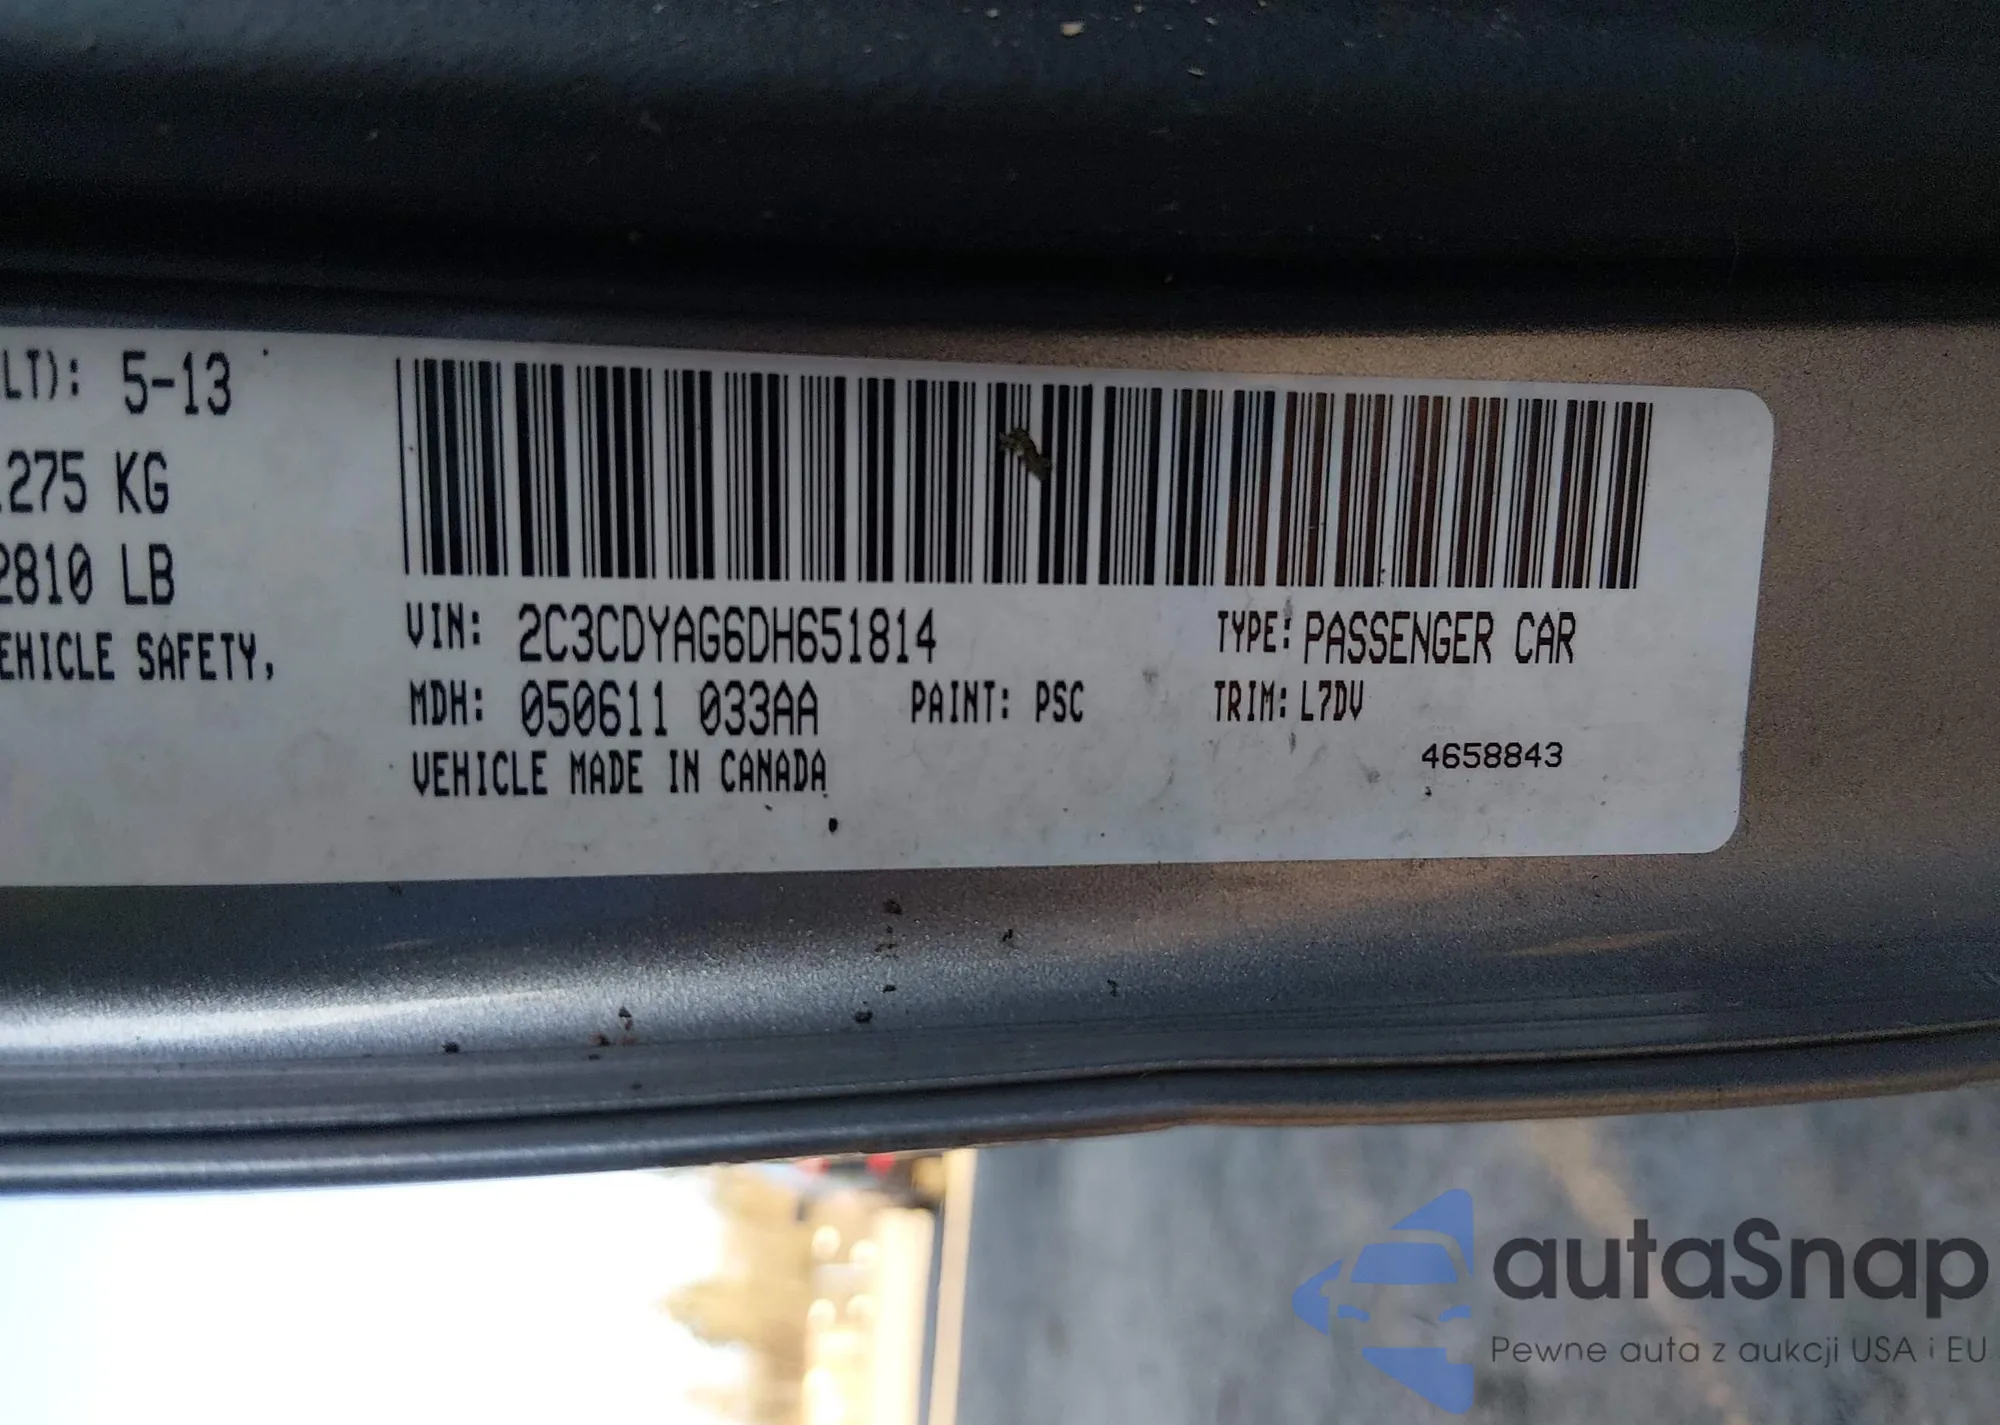 LT): 5-13
275 KG
2810 LB
EHICLE SAFETY,
VIN: 2C3CDYAG6DH651814 TYPE: PASSENGER CAR
MDH: 050611 033AA PAINT: PSC TRIM: L7DV
VEHICLE MADE IN CANADA 4658843
autaSnap
Pewne auta z aukcji USA i EU